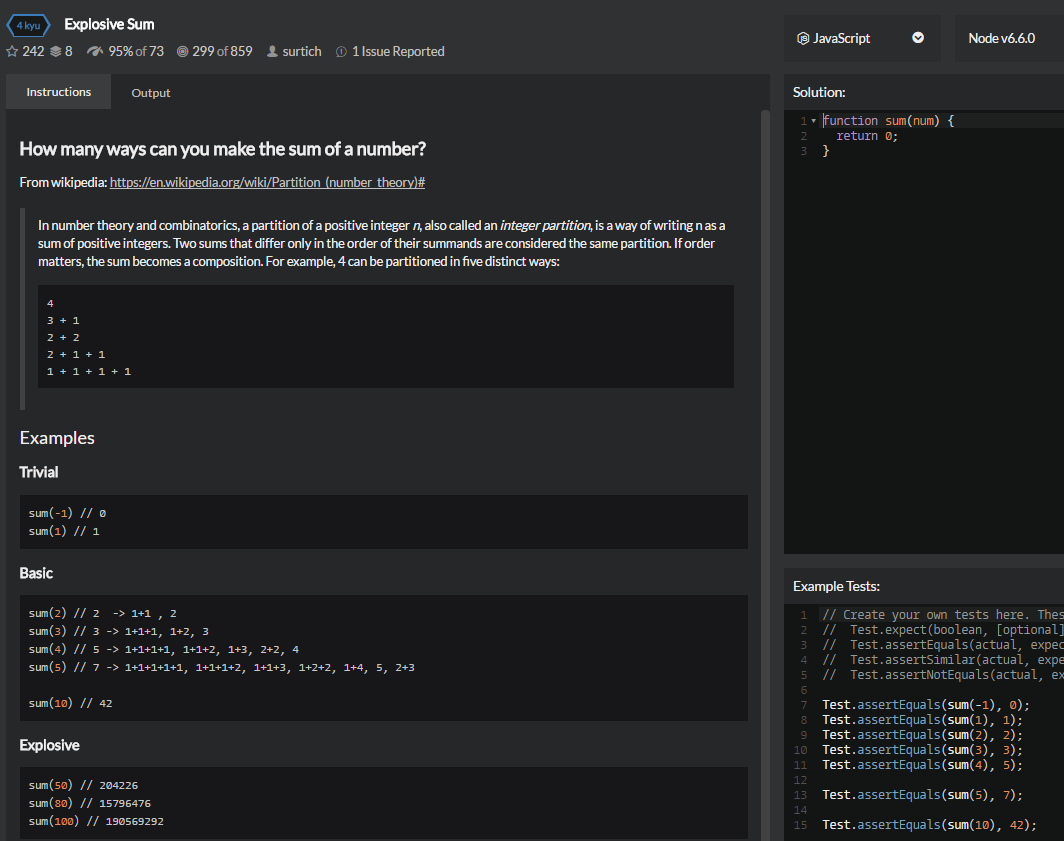 4 kyu Explosive Sum
242 8 95% of 73 299 of 859 surtich 1 Issue Reported
Instructions Output
How many ways can you make the sum of a number?
From wikipedia: https://en.wikipedia.org/wiki/Partition_(number_theory)#
In number theory and combinatorics, a partition of a positive integer n, also called an integer partition, is a way of writing n as a
sum of positive integers. Two sums that differ only in the order of their summands are considered the same partition. If order
matters, the sum becomes a composition. For example, 4 can be partitioned in five distinct ways:
4
3 + 1
2 + 2
2 + 1 + 1
1 + 1 + 1 + 1
Examples
Trivial
sum(-1) // 0
sum(1) // 1
Basic
sum(2) // 2  -> 1+1 , 2
sum(3) // 3 -> 1+1+1, 1+2, 3
sum(4) // 5 -> 1+1+1+1, 1+1+2, 1+3, 2+2, 4
sum(5) // 7 -> 1+1+1+1+1, 1+1+1+2, 1+1+3, 1+2+2, 1+4, 5, 2+3
sum(10) // 42
Explosive
sum(50) // 204226
sum(80) // 15796476
sum(100) // 190569292
JavaScript Node v6.6.0
Solution:
1 function sum(num) {
2 return 0;
3 }
Example Tests:
1 // Create your own tests here. Thes
2 //  Test.expect(boolean, [optional]
3 //  Test.assertEquals(actual, expec
4 //  Test.assertSimilar(actual, expe
5 //  Test.assertNotEquals(actual, ex
6
7 Test.assertEquals(sum(-1), 0);
8 Test.assertEquals(sum(1), 1);
9 Test.assertEquals(sum(2), 2);
10 Test.assertEquals(sum(3), 3);
11 Test.assertEquals(sum(4), 5);
12
13 Test.assertEquals(sum(5), 7);
14
15 Test.assertEquals(sum(10), 42);